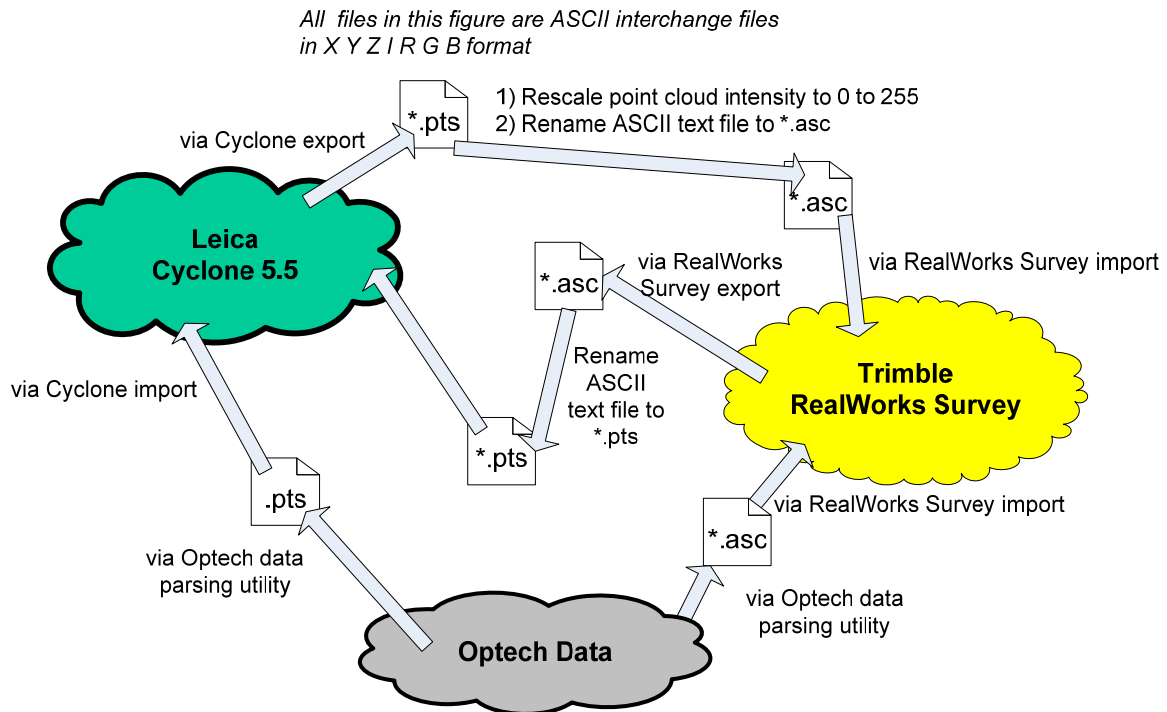 All files in this figure are ASCII interchange files
in X Y Z I R G B format
*.pts
1) Rescale point cloud intensity to 0 to 255
2) Rename ASCII text file to *.asc
via Cyclone export
*.asc
Leica
Cyclone 5.5
*.asc
via RealWorks
Survey export
via RealWorks Survey import
Rename
ASCII
text file to
*.pts
Trimble
RealWorks Survey
via Cyclone import
*.pts
.pts
via RealWorks Survey import
*.asc
via Optech data
parsing utility
via Optech data
parsing utility
Optech Data